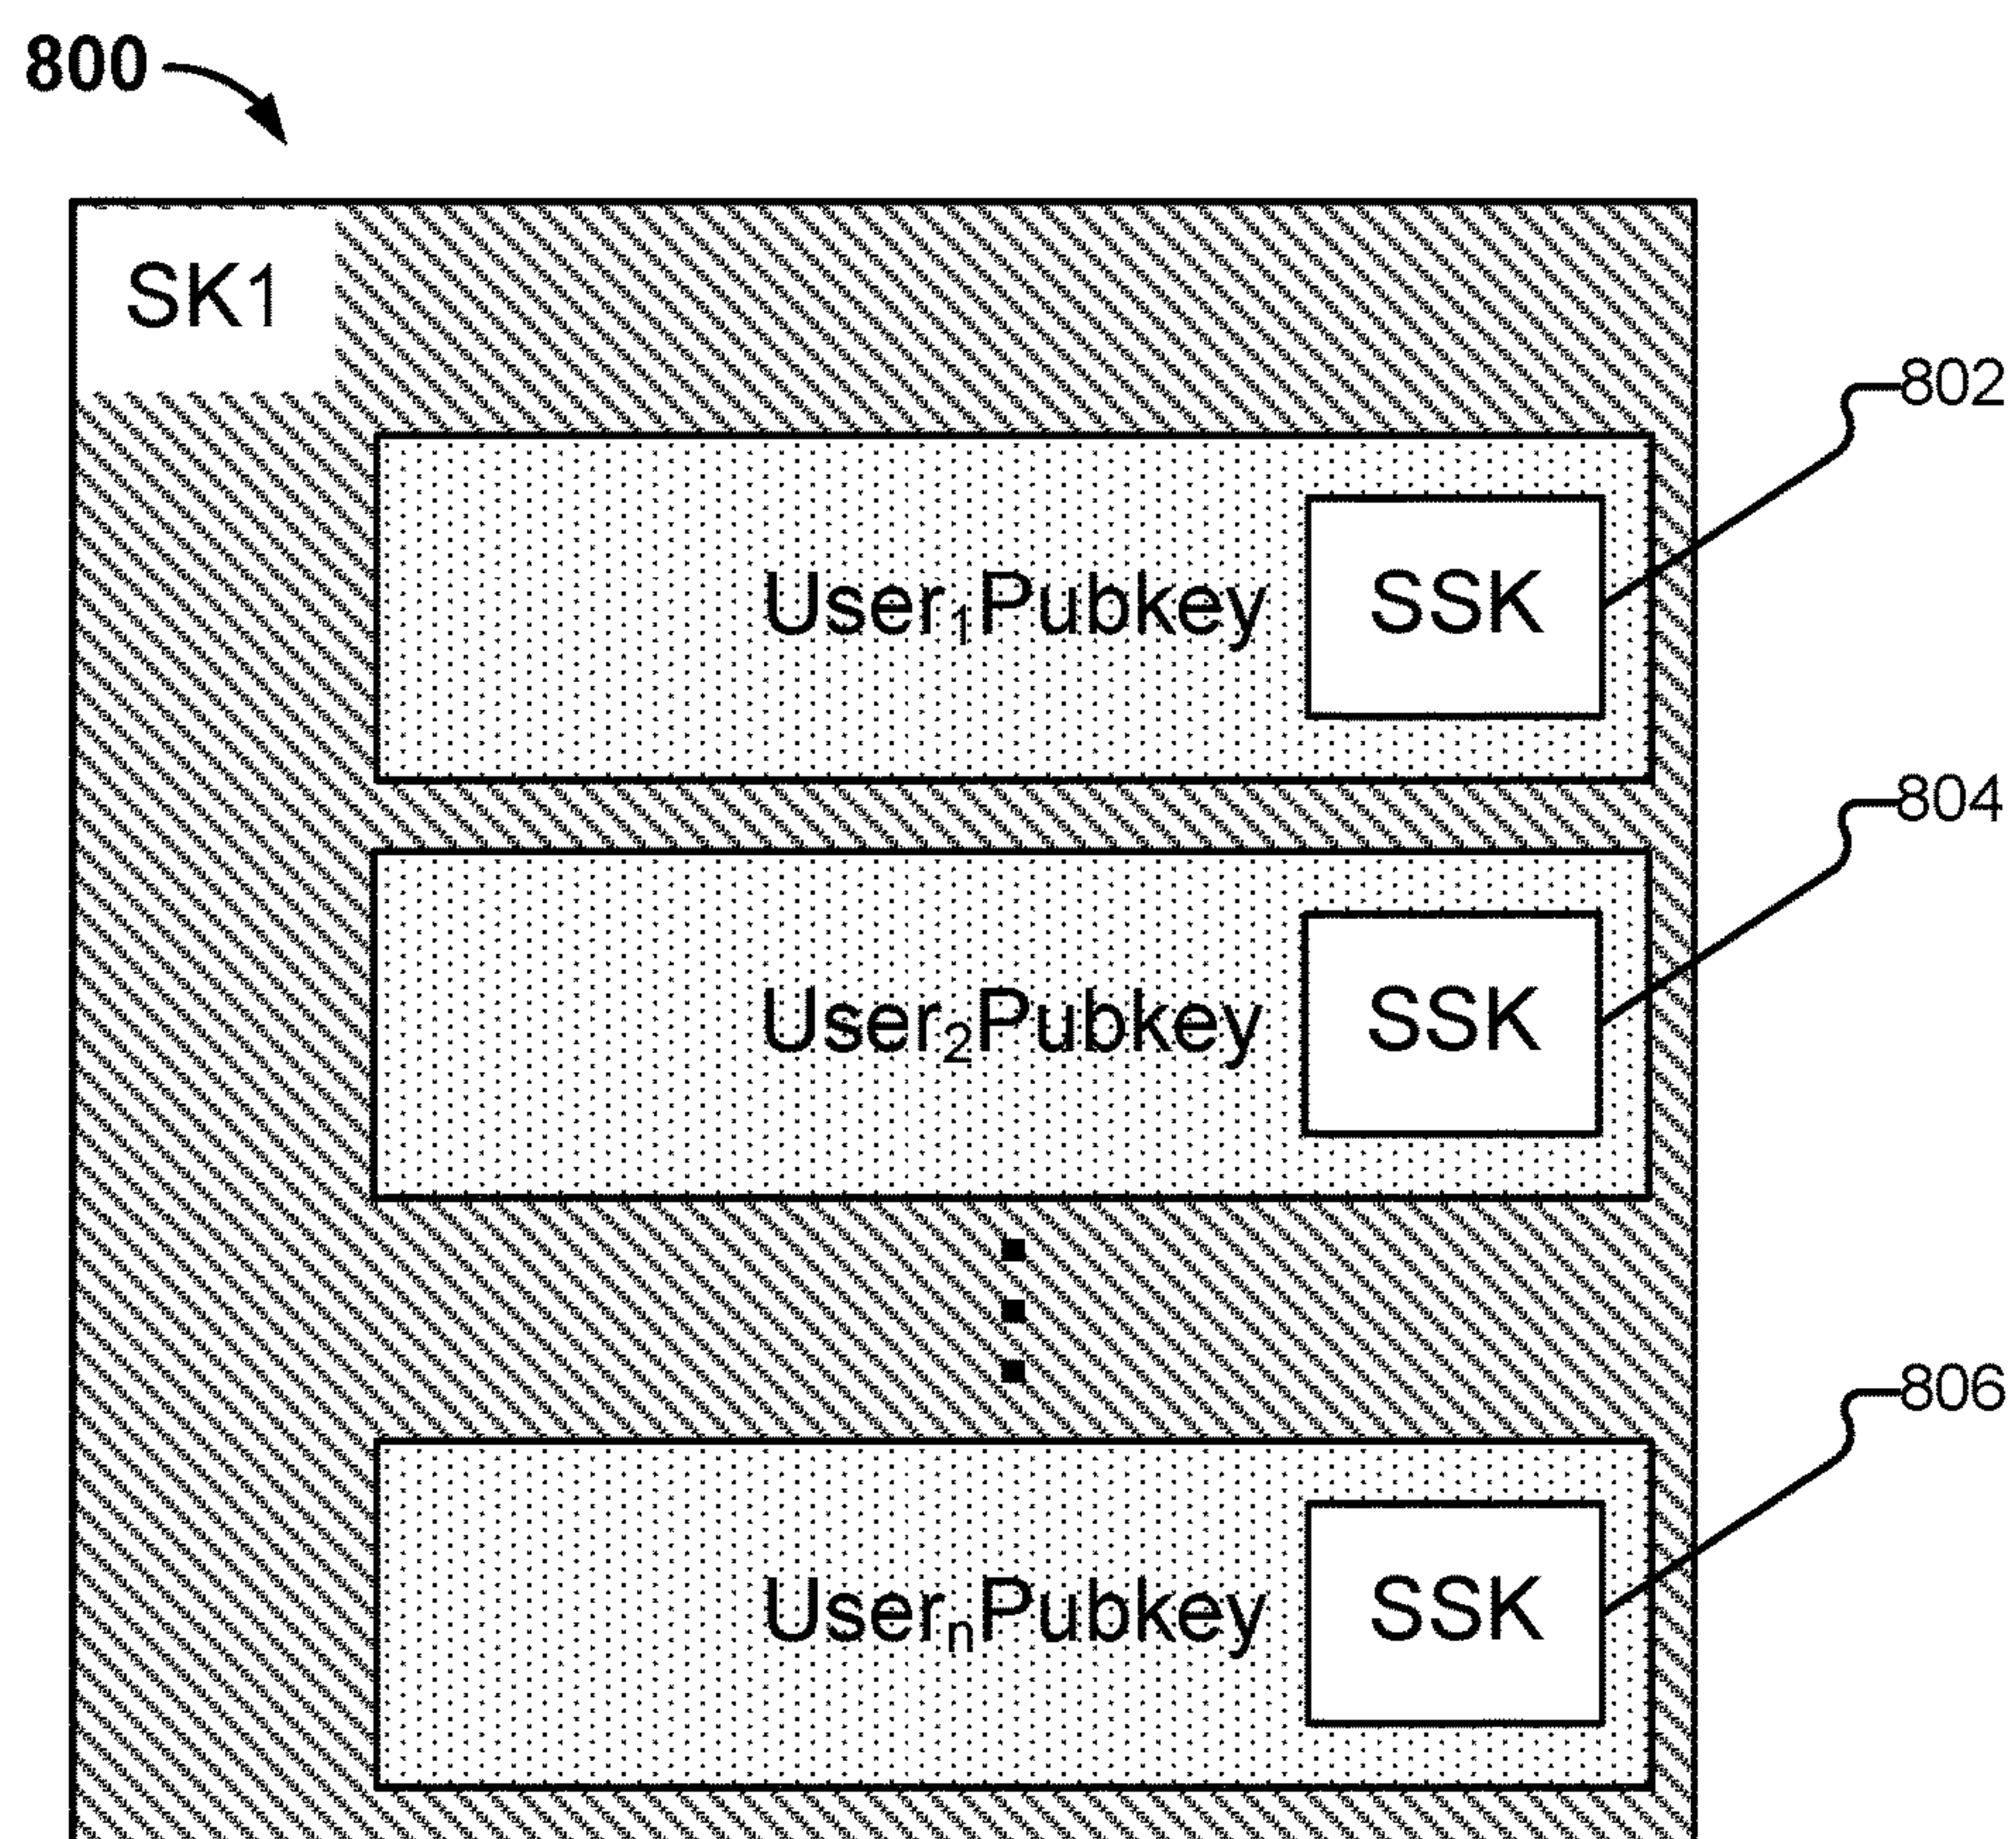 800
SK1
802
User₁Pubkey SSK
804
User₂Pubkey SSK
806
UserₙPubkey SSK